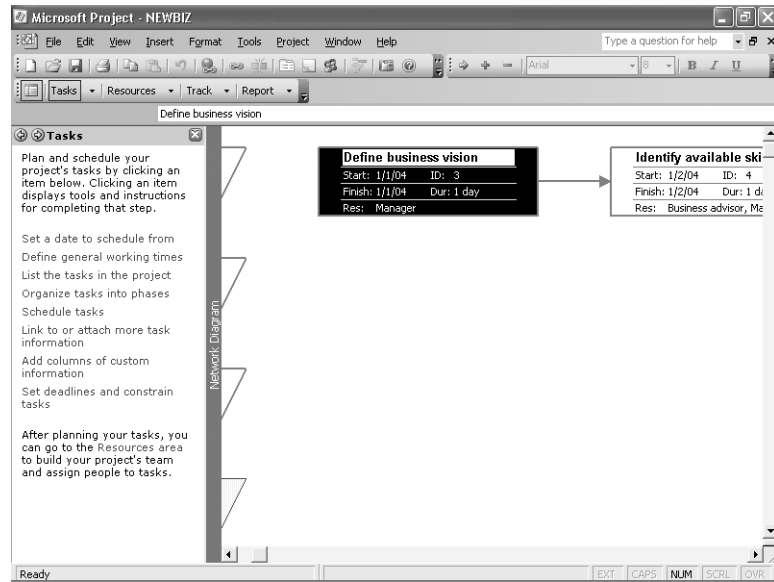 Microsoft Project - NEWBIZ
File Edit View Insert Format Tools Project Window Help
Type a question for help
Arial 8 B I U
Tasks Resources Track Report
Define business vision
Tasks
Plan and schedule your
project's tasks by clicking an
item below. Clicking an item
displays tools and instructions
for completing that step.
Set a date to schedule from
Define general working times
List the tasks in the project
Organize tasks into phases
Schedule tasks
Link to or attach more task
information
Add columns of custom
information
Set deadlines and constrain
tasks
After planning your tasks, you
can go to the Resources area
to build your project's team
and assign people to tasks.
Network Diagram
Define business vision
Start: 1/1/04 ID: 3
Finish: 1/1/04 Dur: 1 day
Res: Manager
Identify available ski
Start: 1/2/04 ID: 4
Finish: 1/2/04 Dur: 1 da
Res: Business advisor, Ma
Ready
EXT CAPS NUM SCRL OVR